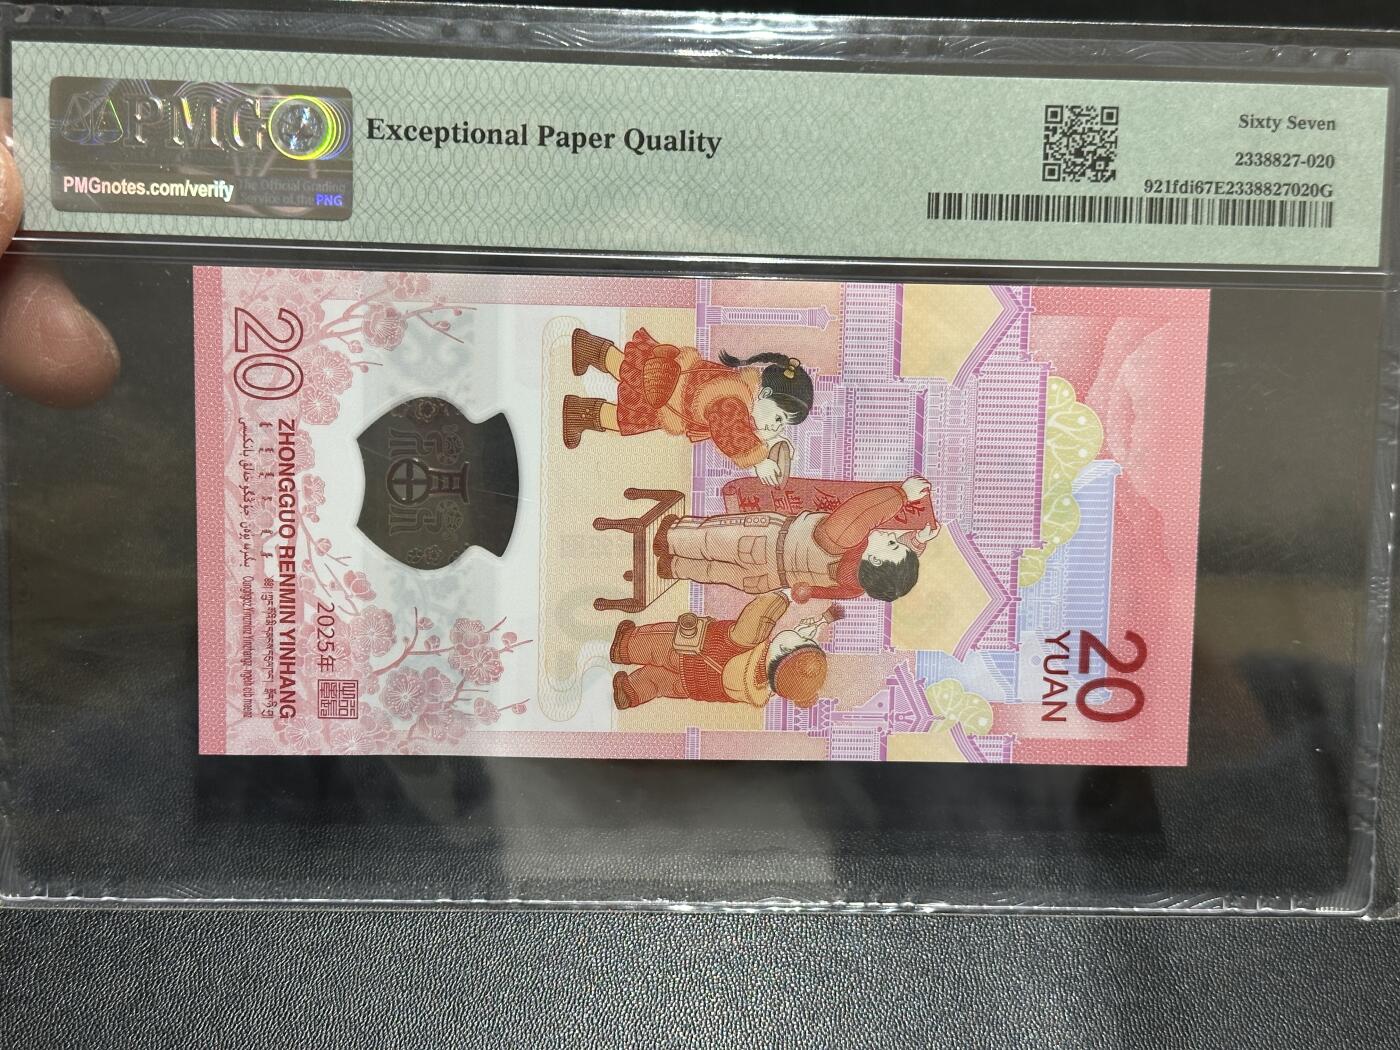 PMG
PMGnotes.com/verify
The Official Grading
Service of the PNG
Exceptional Paper Quality
Sixty Seven
2338827-020
921fdi67E2338827020G
20
YUAN
2025年
ZHONGGUO RENMIN YINHANG
20